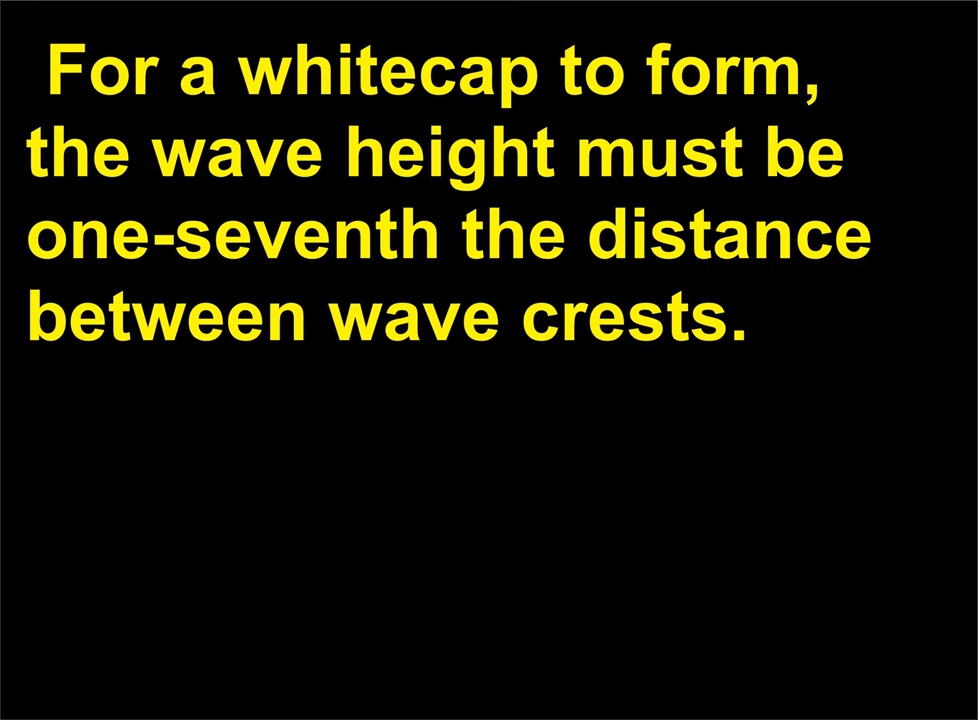 For a whitecap to form,
the wave height must be
one-seventh the distance
between wave crests.